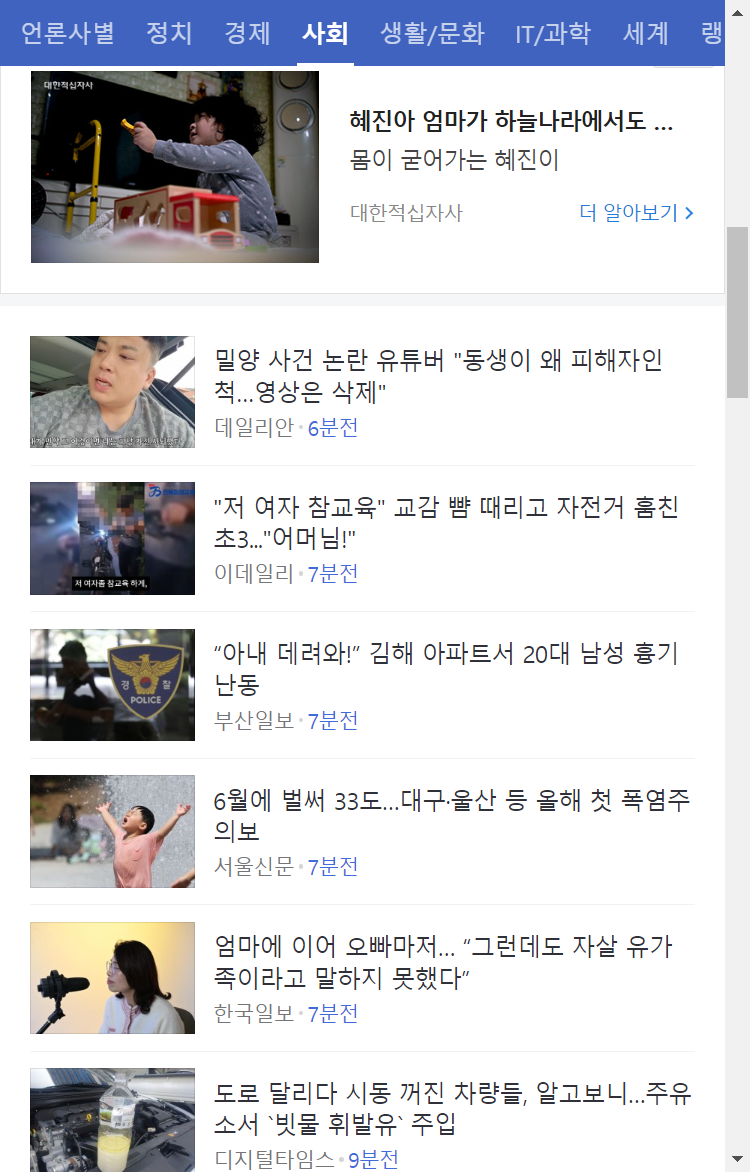 언론사별 정치 경제 사회 생활/문화 IT/과학 세계 랭
대한적십자사
혜진아 엄마가 하늘나라에서도 ...
몸이 굳어가는 혜진이
대한적십자사 더 알아보기 >
밀양 사건 논란 유튜버 "동생이 왜 피해자인
척…영상은 삭제"
데일리안 · 6분전
"저 여자 참교육" 교감 뺨 때리고 자전거 훔친
초3..."어머님!"
이데일리 · 7분전
저 여자좀 참교육 하게,
“아내 데려와!” 김해 아파트서 20대 남성 흉기
난동
부산일보 · 7분전
경찰
POLICE
6월에 벌써 33도…대구·울산 등 올해 첫 폭염주
의보
서울신문 · 7분전
엄마에 이어 오빠마저… “그런데도 자살 유가
족이라고 말하지 못했다”
한국일보 · 7분전
도로 달리다 시동 꺼진 차량들, 알고보니…주유
소서 `빗물 휘발유` 주입
디지털타임스 · 9분전